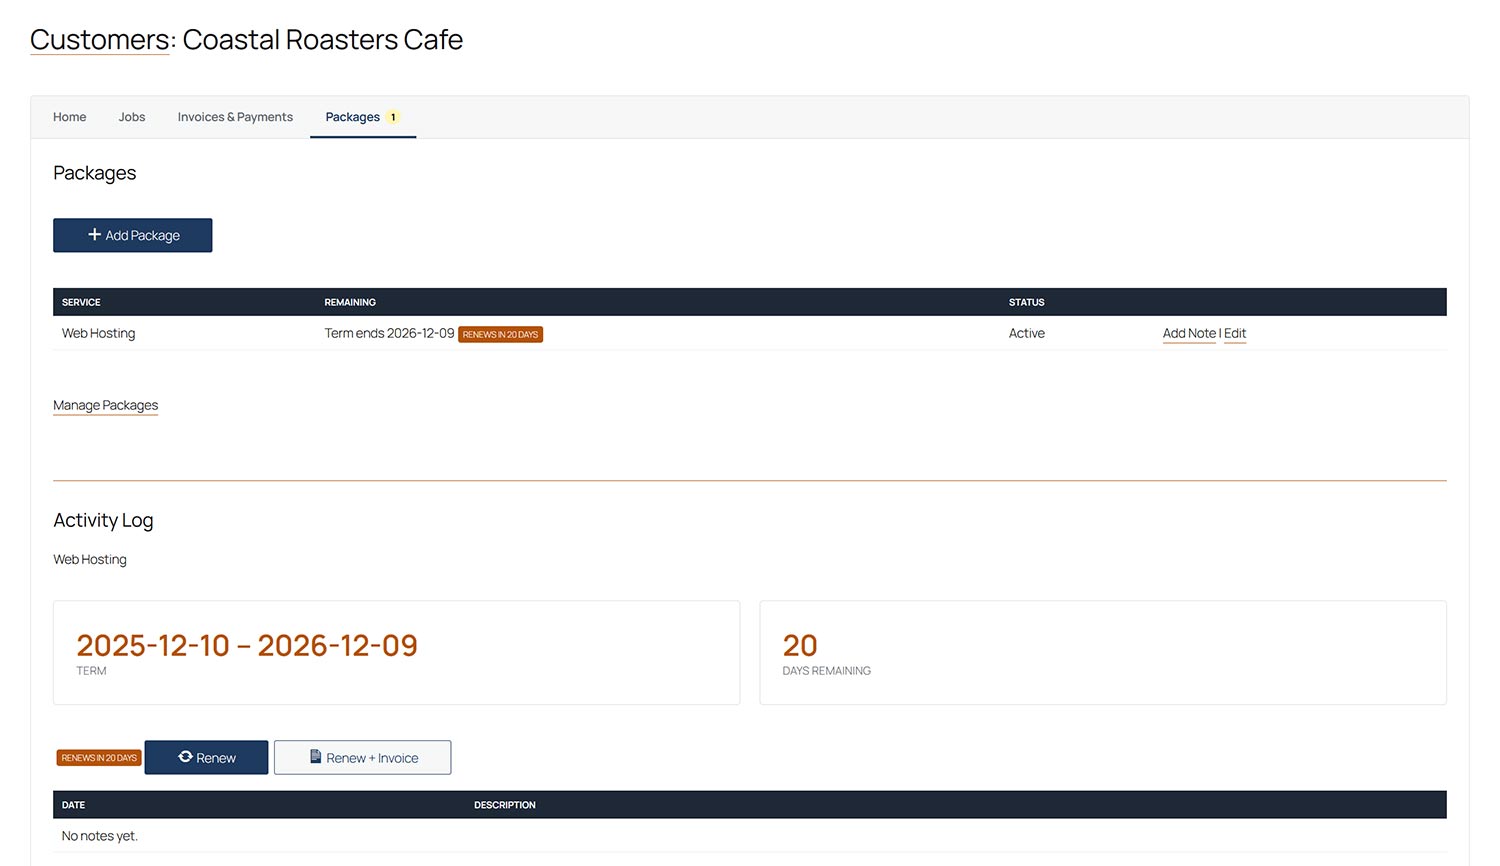 Customers: Coastal Roasters Cafe
Home Jobs Invoices & Payments Packages 1
Packages
+ Add Package
SERVICE REMAINING STATUS
Web Hosting Term ends 2026-12-09 RENEWS IN 20 DAYS Active Add Note | Edit
Manage Packages
Activity Log
Web Hosting
2025-12-10 – 2026-12-09
TERM
20
DAYS REMAINING
RENEWS IN 20 DAYS Renew Renew + Invoice
DATE DESCRIPTION
No notes yet.